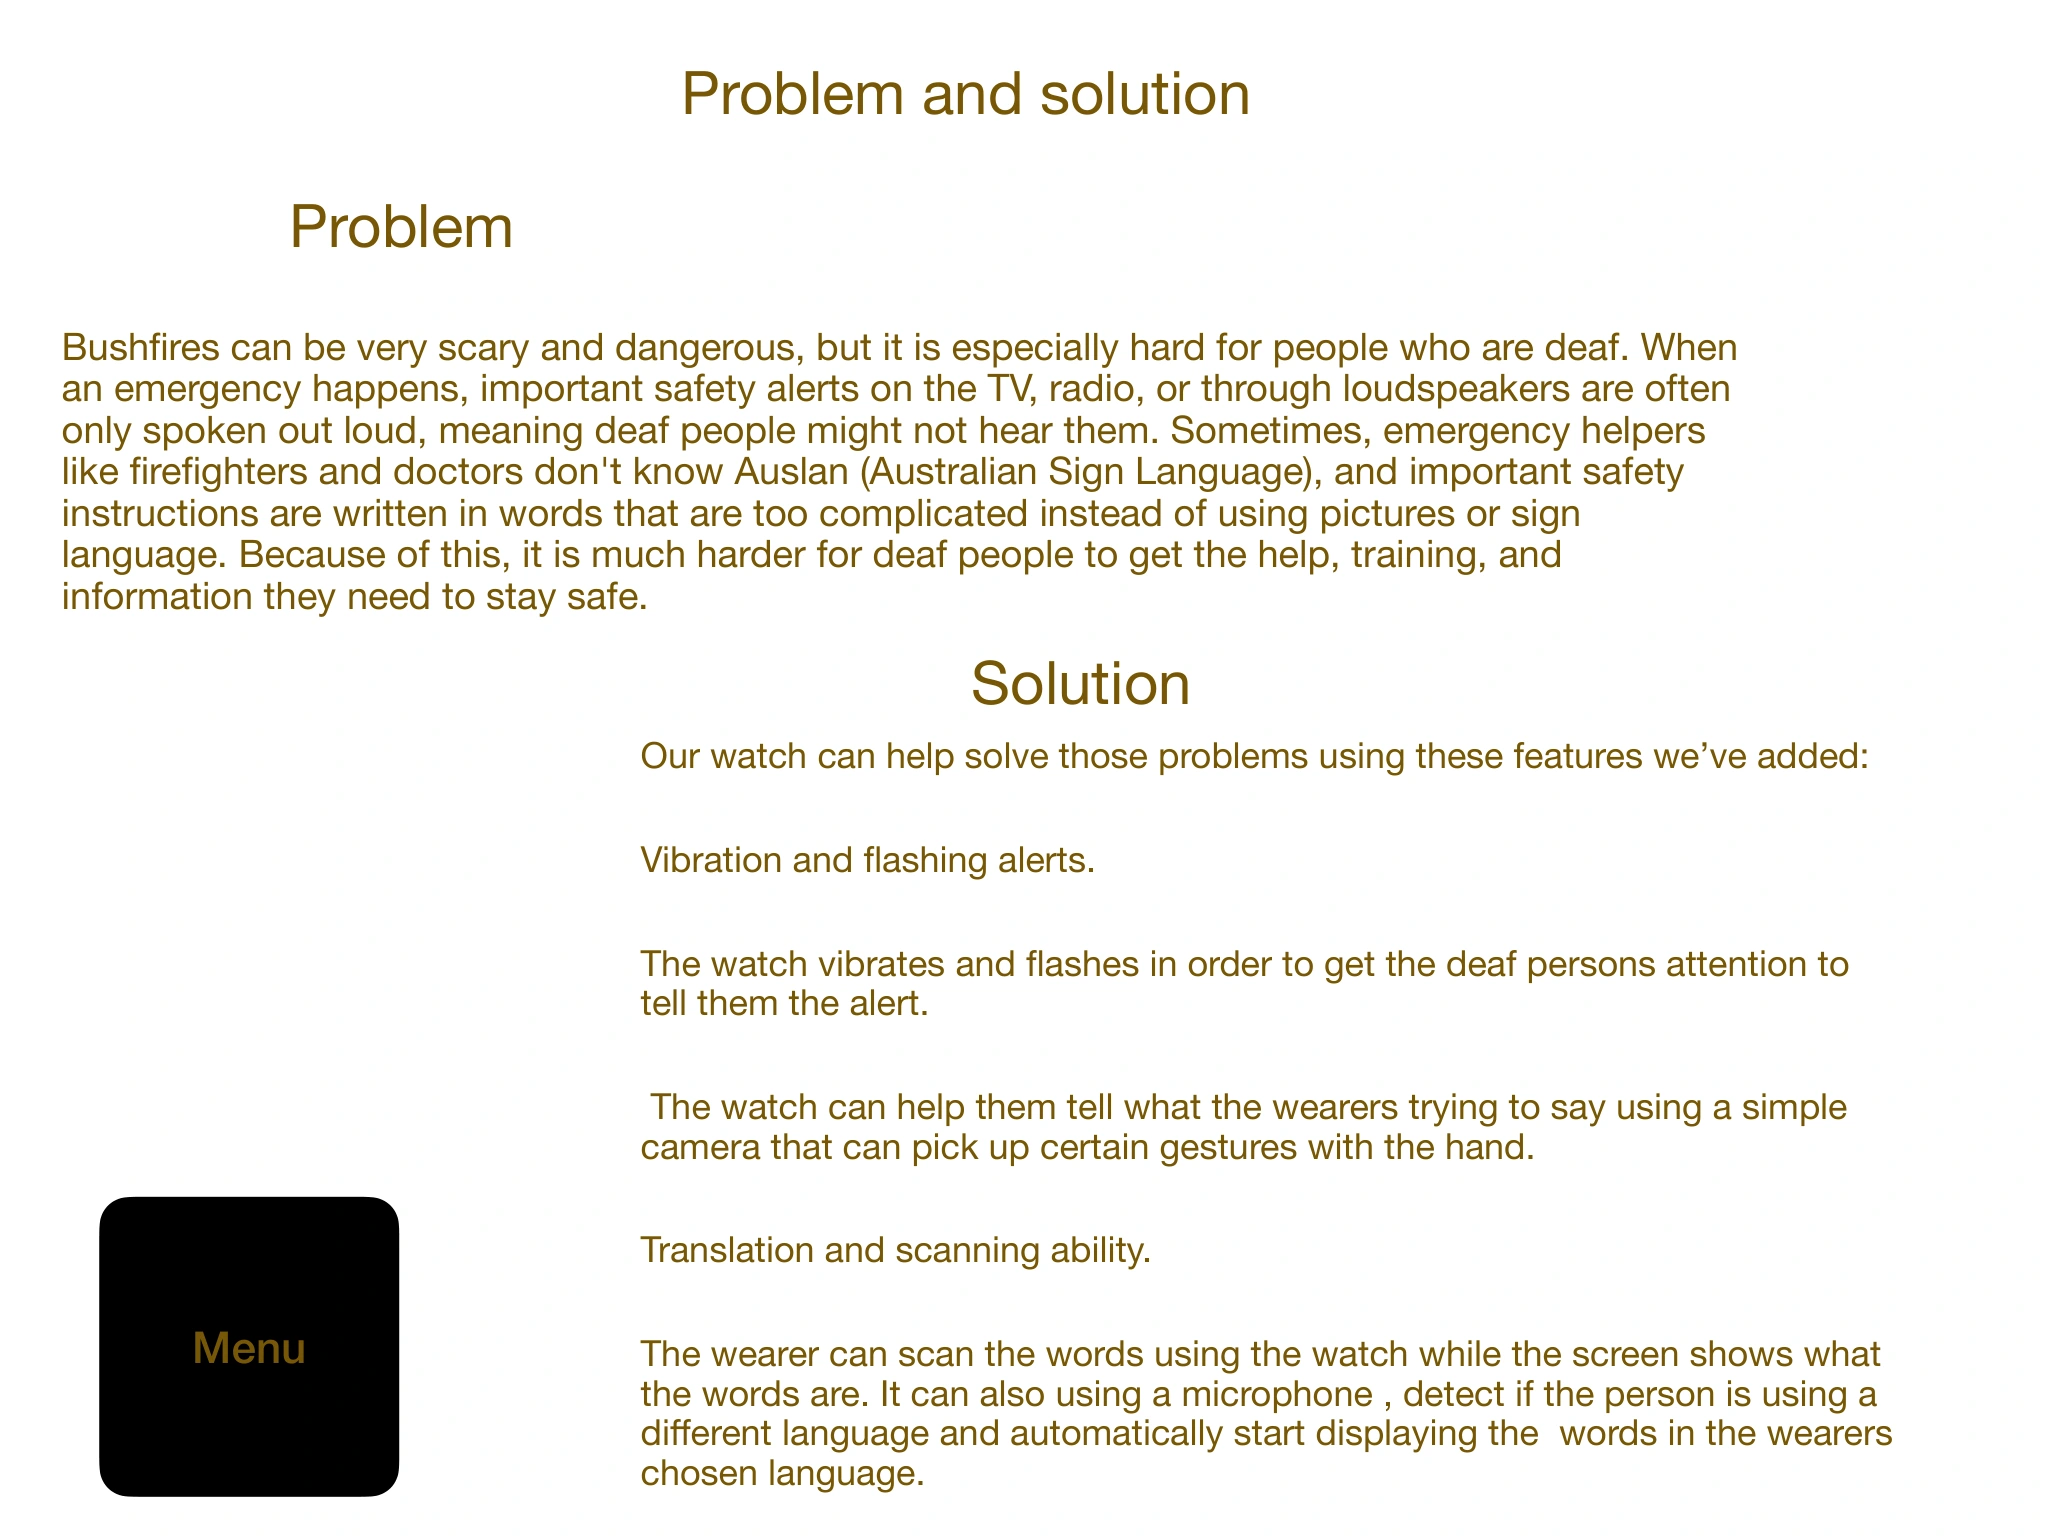 Problem and solution
Problem
Bushfires can be very scary and dangerous, but it is especially hard for people who are deaf. When
an emergency happens, important safety alerts on the TV, radio, or through loudspeakers are often
only spoken out loud, meaning deaf people might not hear them. Sometimes, emergency helpers
like firefighters and doctors don't know Auslan (Australian Sign Language), and important safety
instructions are written in words that are too complicated instead of using pictures or sign
language. Because of this, it is much harder for deaf people to get the help, training, and
information they need to stay safe.
Solution
Our watch can help solve those problems using these features we’ve added:
Vibration and flashing alerts.
The watch vibrates and flashes in order to get the deaf persons attention to
tell them the alert.
The watch can help them tell what the wearers trying to say using a simple
camera that can pick up certain gestures with the hand.
Translation and scanning ability.
The wearer can scan the words using the watch while the screen shows what
the words are. It can also using a microphone , detect if the person is using a
different language and automatically start displaying the  words in the wearers
chosen language.
Menu